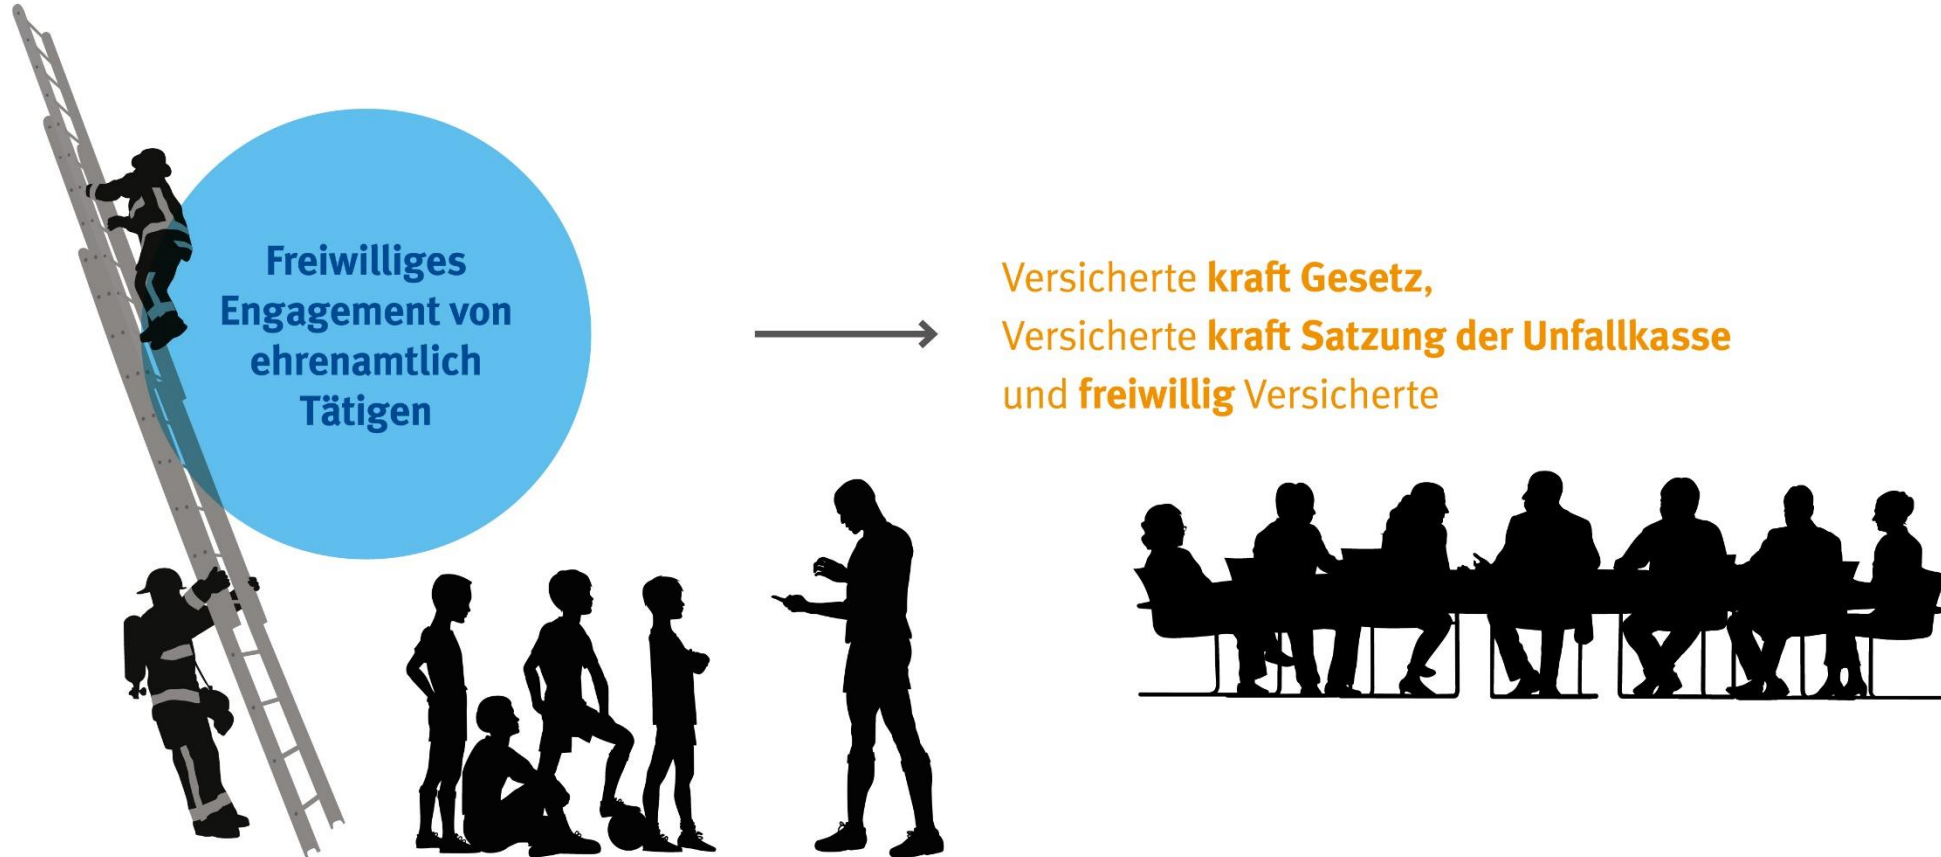 Freiwilliges
Engagement von
ehrenamtlich
Tätigen
Versicherte kraft Gesetz,
Versicherte kraft Satzung der Unfallkasse
und freiwillig Versicherte